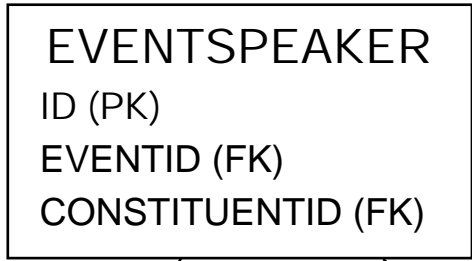 EVENTSPEAKER
ID (PK)
EVENTID (FK)
CONSTITUENTID (FK)